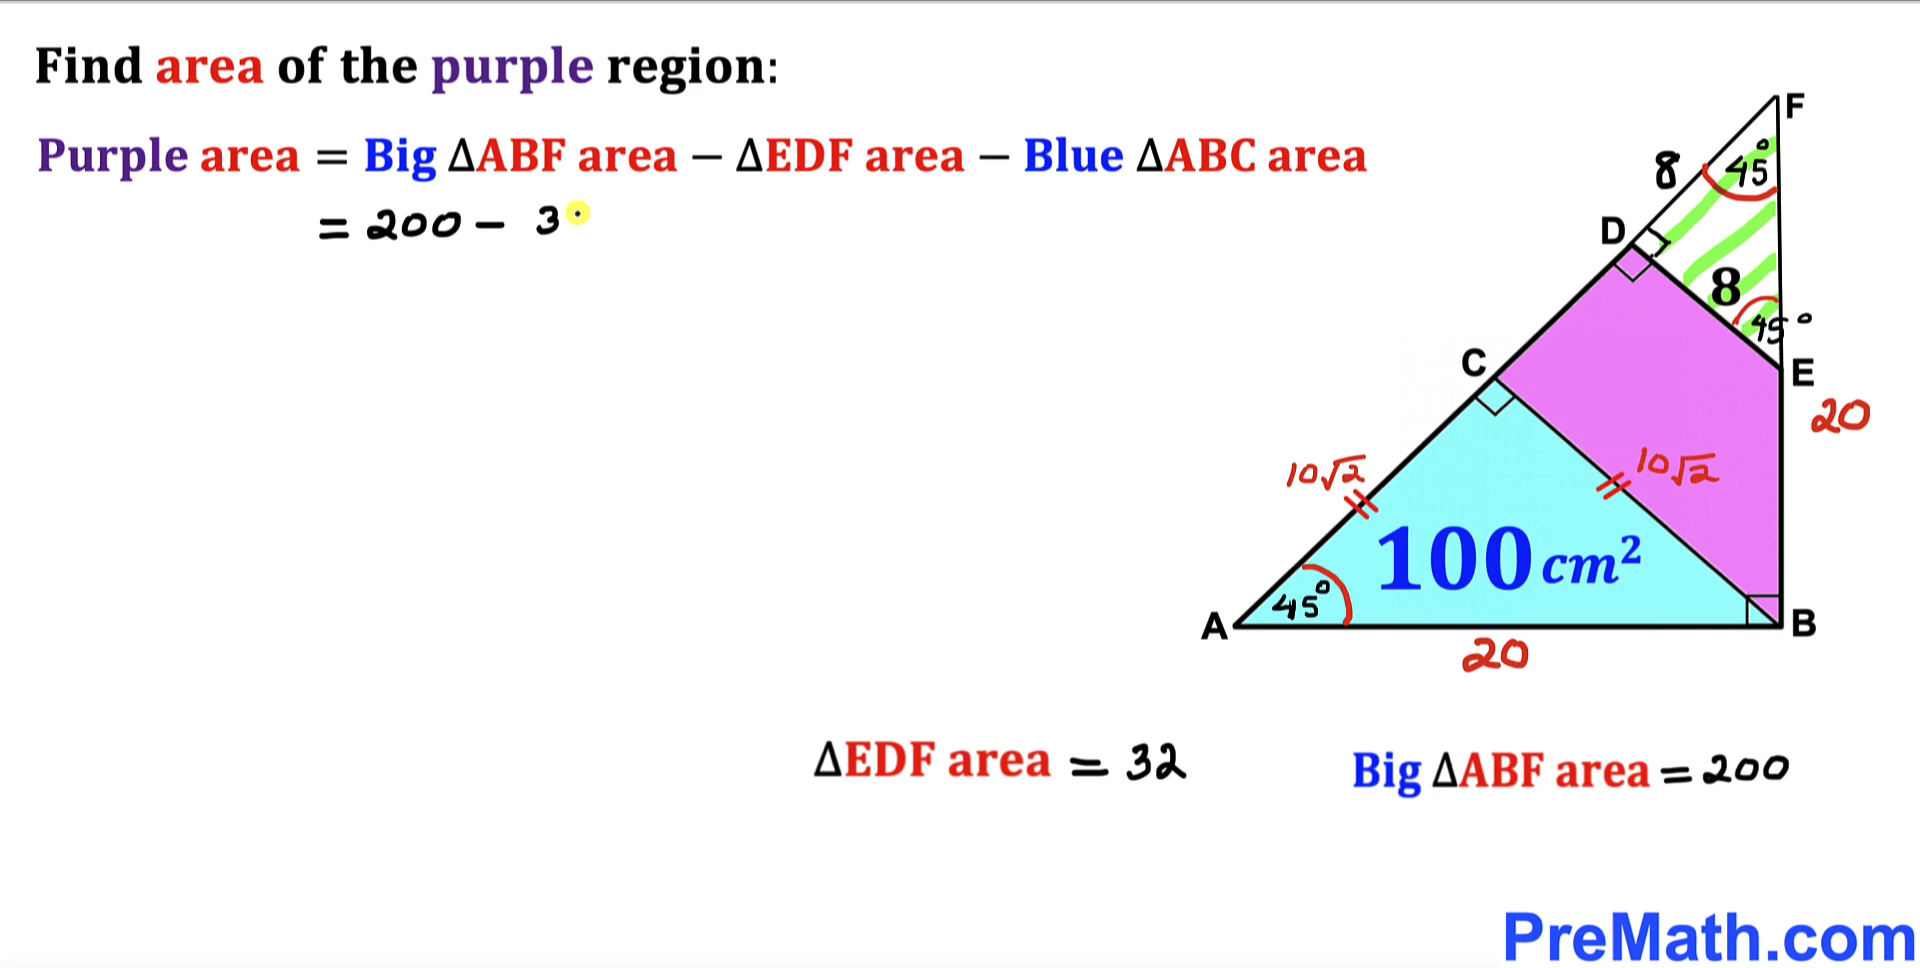 Find area of the purple region:
Purple area = Big ΔABF area − ΔEDF area − Blue ΔABC area
= 200 − 3
F
8
45°
D
8
45°
E
C
20
10√2
10√2
100 cm²
45°
A
B
20
ΔEDF area = 32
Big ΔABF area = 200
PreMath.com